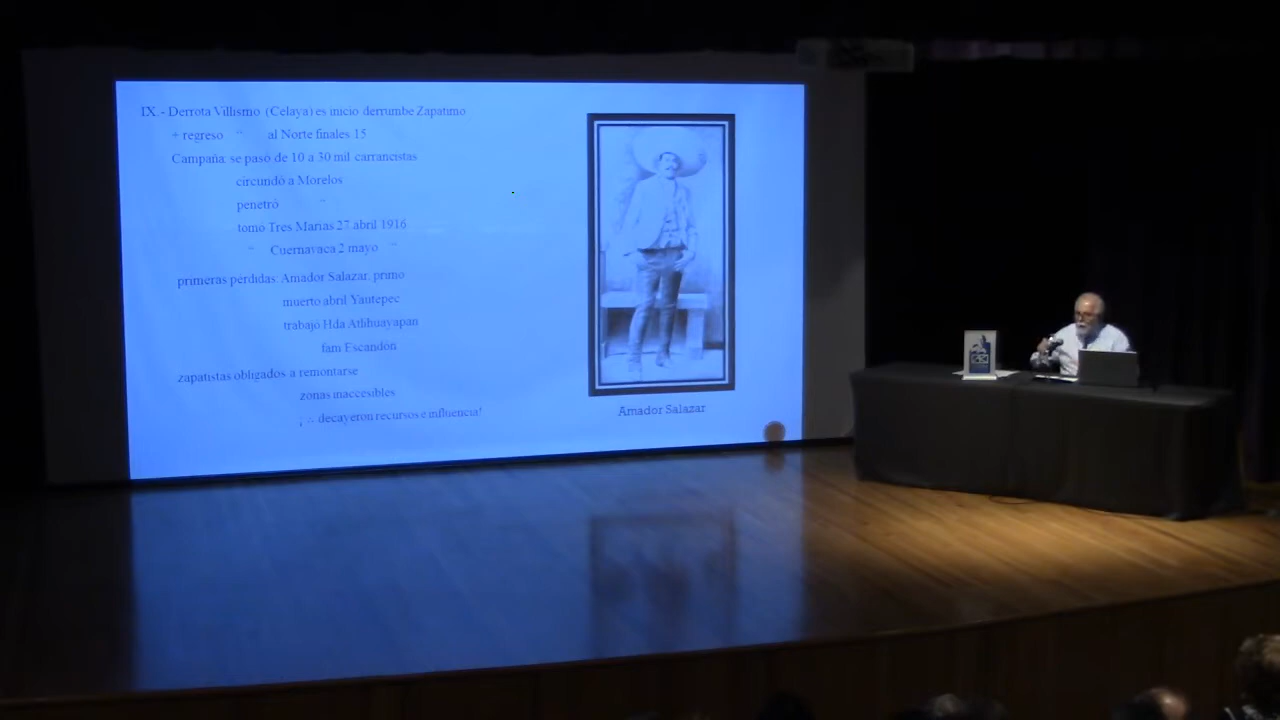 IX.- Derrota Villismo (Celaya) es inicio derrumbe Zapatimo
+ regreso “ al Norte finales 15
Campaña: se pasó de 10 a 30 mil carrancistas
circundó a Morelos
penetró “
tomó Tres Marías 27 abril 1916
“ Cuernavaca 2 mayo “
primeras pérdidas: Amador Salazar, primo
muerto abril Yautepec
trabajó Hda Atlihuayapan
fam Escandón
zapatistas obligados a remontarse
zonas inaccesibles
¡ ∴ decayeron recursos e influencia!
Amador Salazar